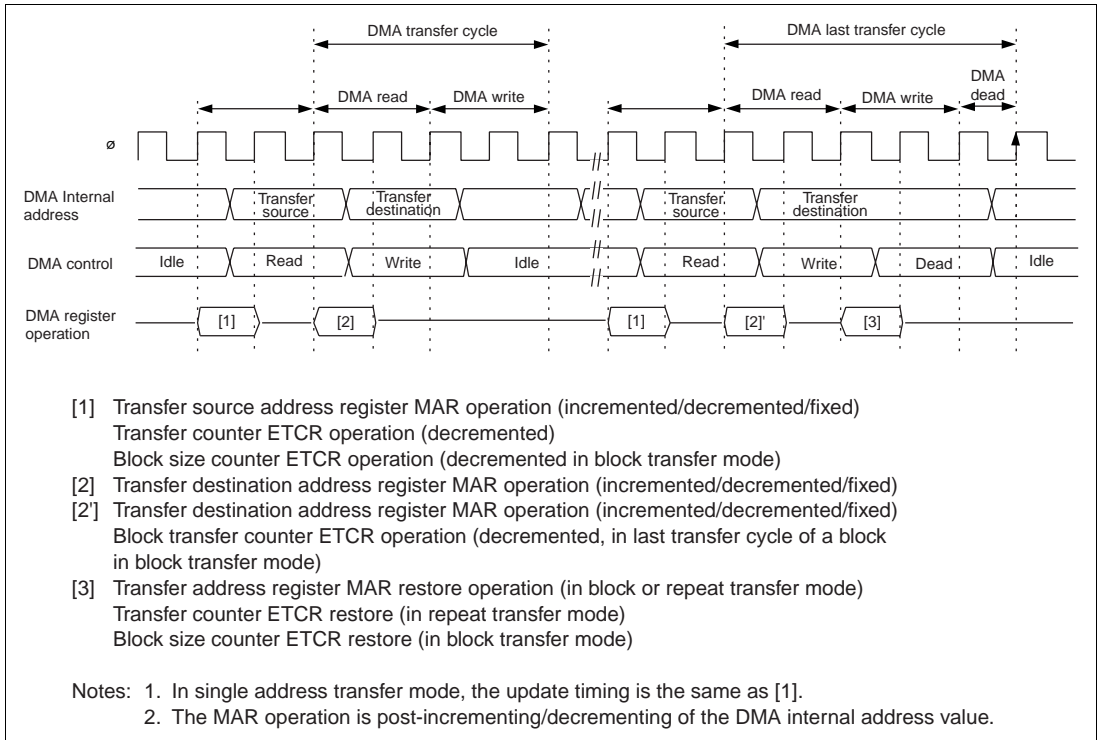 DMA transfer cycle DMA last transfer cycle
DMA read DMA write DMA read DMA write DMA dead
ø
DMA Internal address Transfer source Transfer destination Transfer source Transfer destination
DMA control Idle Read Write Idle Read Write Dead Idle
DMA register operation [1] [2] [1] [2]' [3]
[1] Transfer source address register MAR operation (incremented/decremented/fixed)
Transfer counter ETCR operation (decremented)
Block size counter ETCR operation (decremented in block transfer mode)
[2] Transfer destination address register MAR operation (incremented/decremented/fixed)
[2'] Transfer destination address register MAR operation (incremented/decremented/fixed)
Block transfer counter ETCR operation (decremented, in last transfer cycle of a block
in block transfer mode)
[3] Transfer address register MAR restore operation (in block or repeat transfer mode)
Transfer counter ETCR restore (in repeat transfer mode)
Block size counter ETCR restore (in block transfer mode)
Notes: 1. In single address transfer mode, the update timing is the same as [1].
2. The MAR operation is post-incrementing/decrementing of the DMA internal address value.